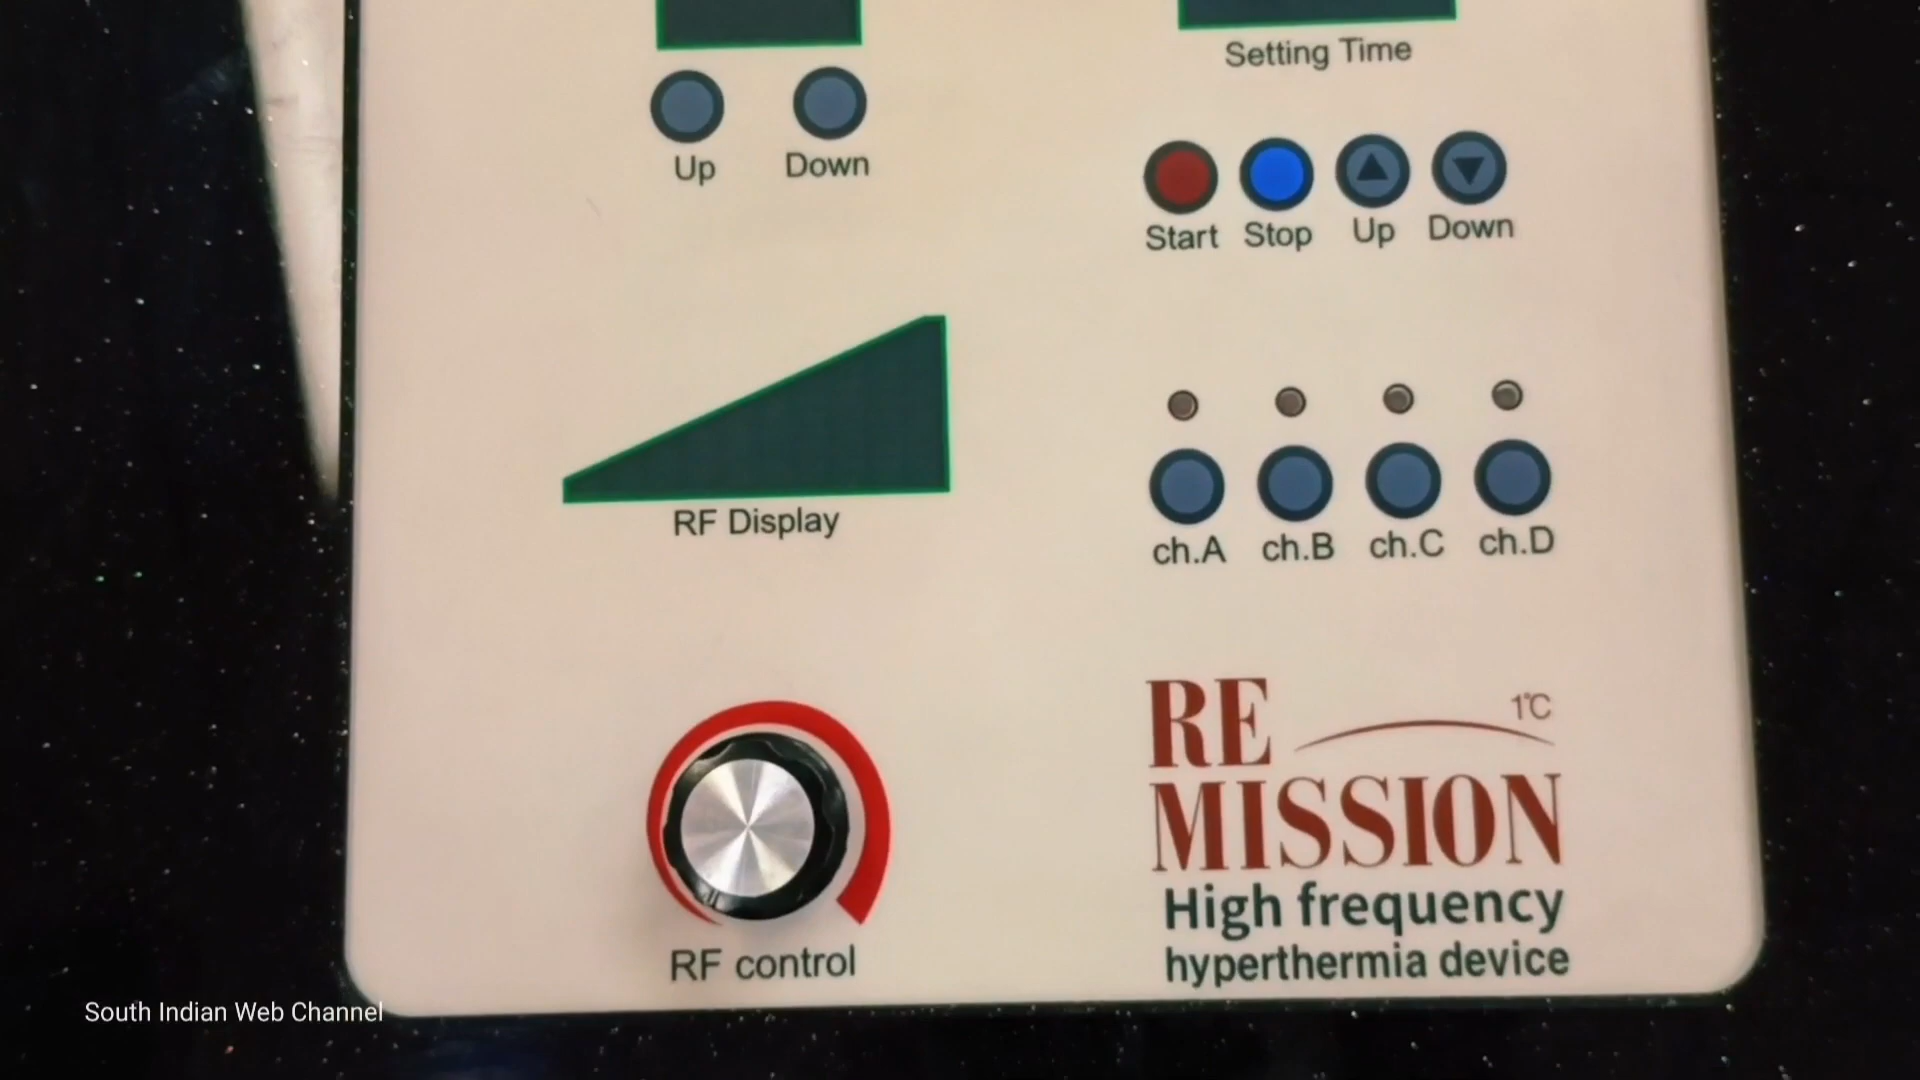 Setting Time
Up Down
Start Stop Up Down
RF Display
ch.A ch.B ch.C ch.D
RE 1℃
MISSION
High frequency
hyperthermia device
RF control
South Indian Web Channel